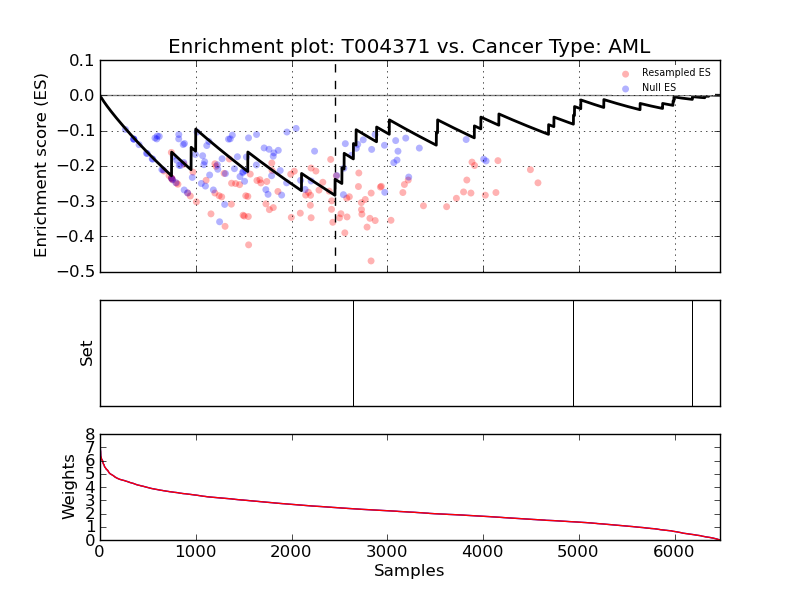 Enrichment plot: T004371 vs. Cancer Type: AML
Enrichment score (ES)
0.1
0.0
−0.1
−0.2
−0.3
−0.4
−0.5
Resampled ES
Null ES
Set
Weights
8
7
6
5
4
3
2
1
0
0 1000 2000 3000 4000 5000 6000
Samples